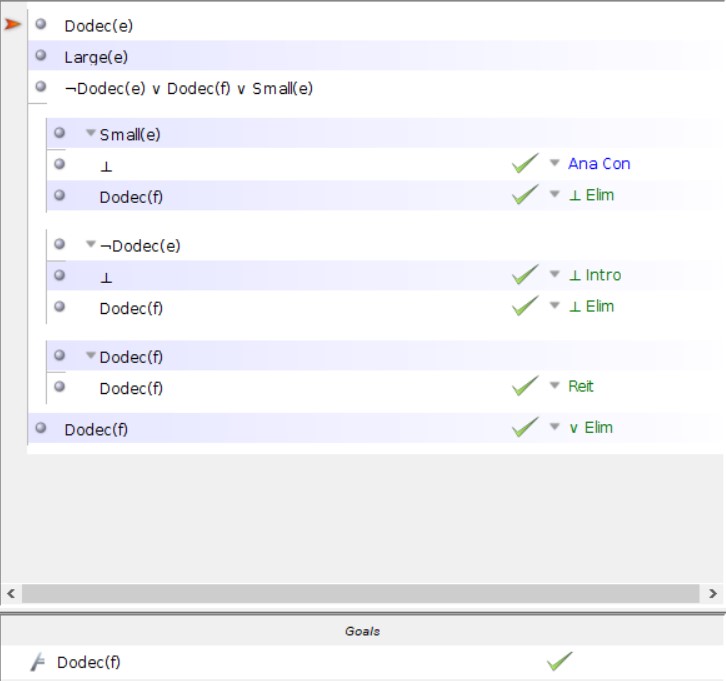 Dodec(e)
Large(e)
¬Dodec(e) ∨ Dodec(f) ∨ Small(e)
Small(e)
⊥ Ana Con
Dodec(f) ⊥ Elim
¬Dodec(e)
⊥ ⊥ Intro
Dodec(f) ⊥ Elim
Dodec(f)
Dodec(f) Reit
Dodec(f) ∨ Elim
Goals
Dodec(f)